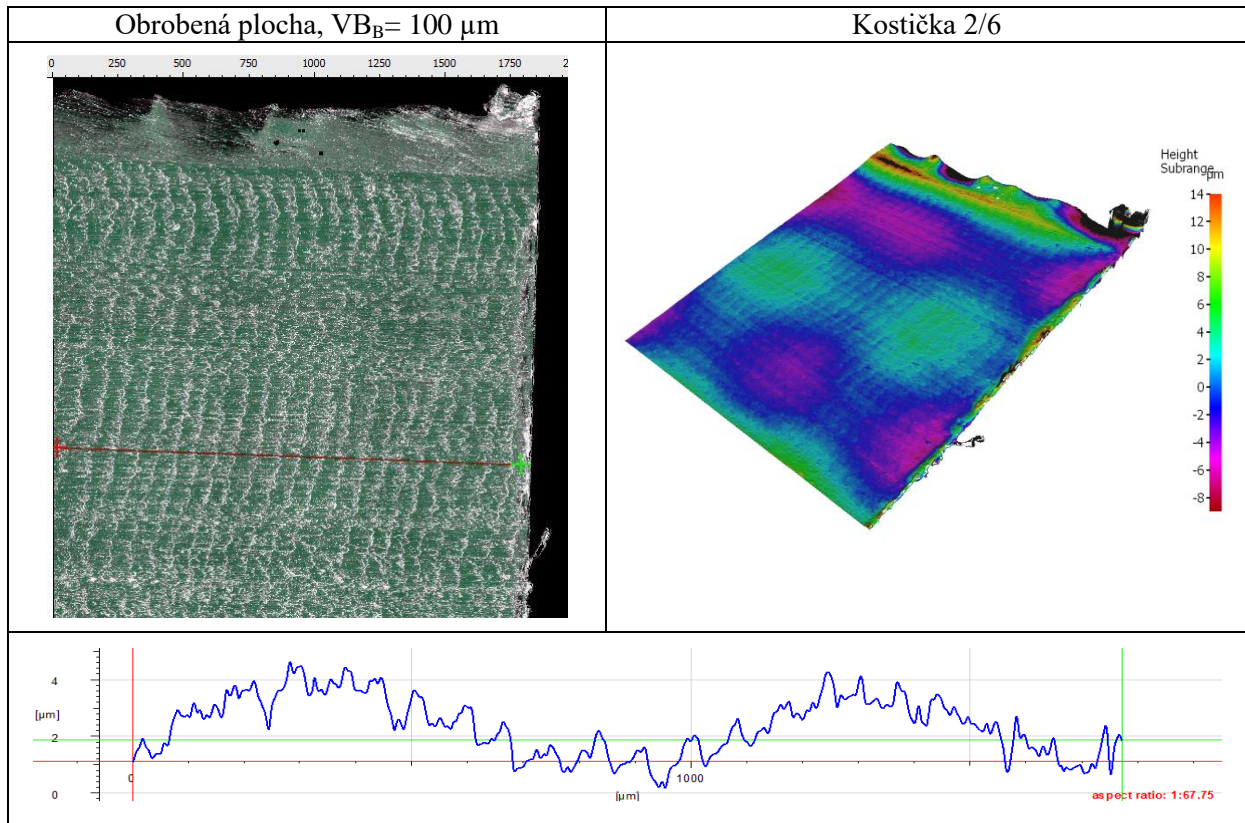 Obrobená plocha, VBB= 100 µm
Kostička 2/6
0 250 500 750 1000 1250 1500 1750 2
Height
Subrange
µm
14
10
8
6
4
2
0
-2
-4
-6
-8
4
[µm]
2
0
0
1000
[µm]
aspect ratio: 1:67.75